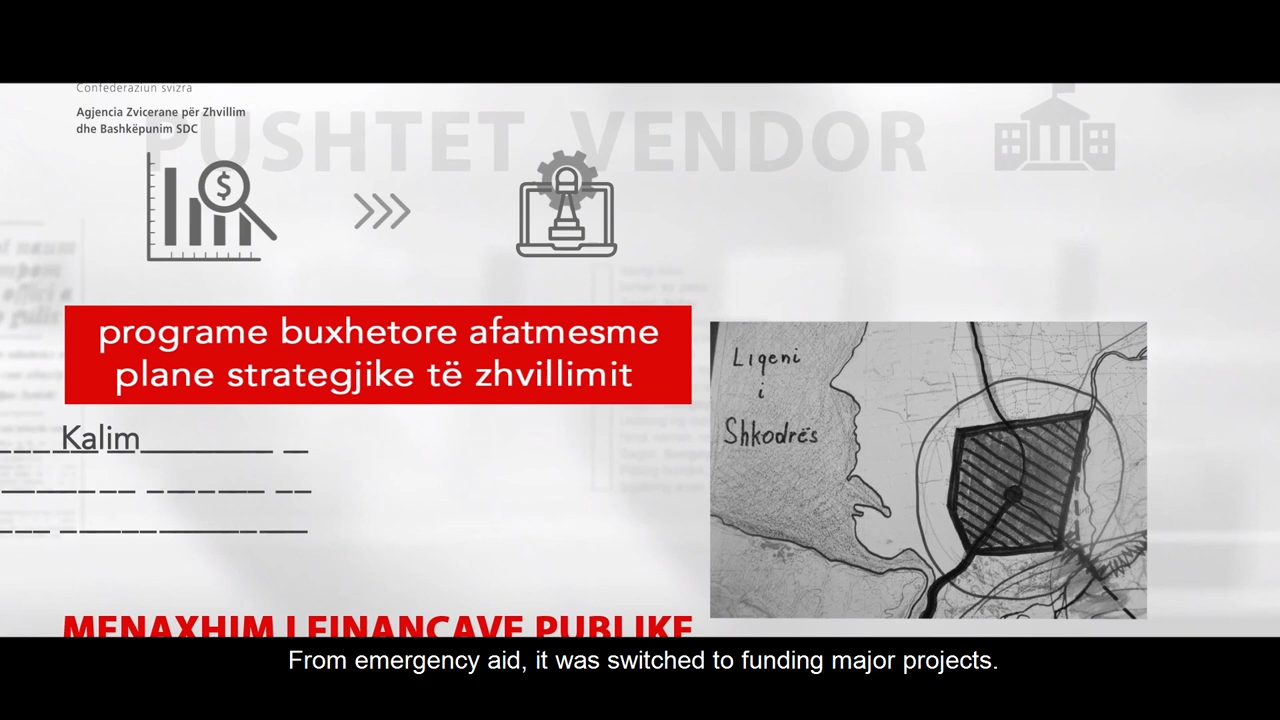 Confederaziun svizra
Agjencia Zvicerane për Zhvillim
dhe Bashkëpunim SDC
PUSHTET VENDOR
$
programe buxhetore afatmesme
plane strategjike të zhvillimit
Kalim
Liqeni
i
Shkodrës
MENAXHIM I FINANCAVE PUBLIKE
From emergency aid, it was switched to funding major projects.